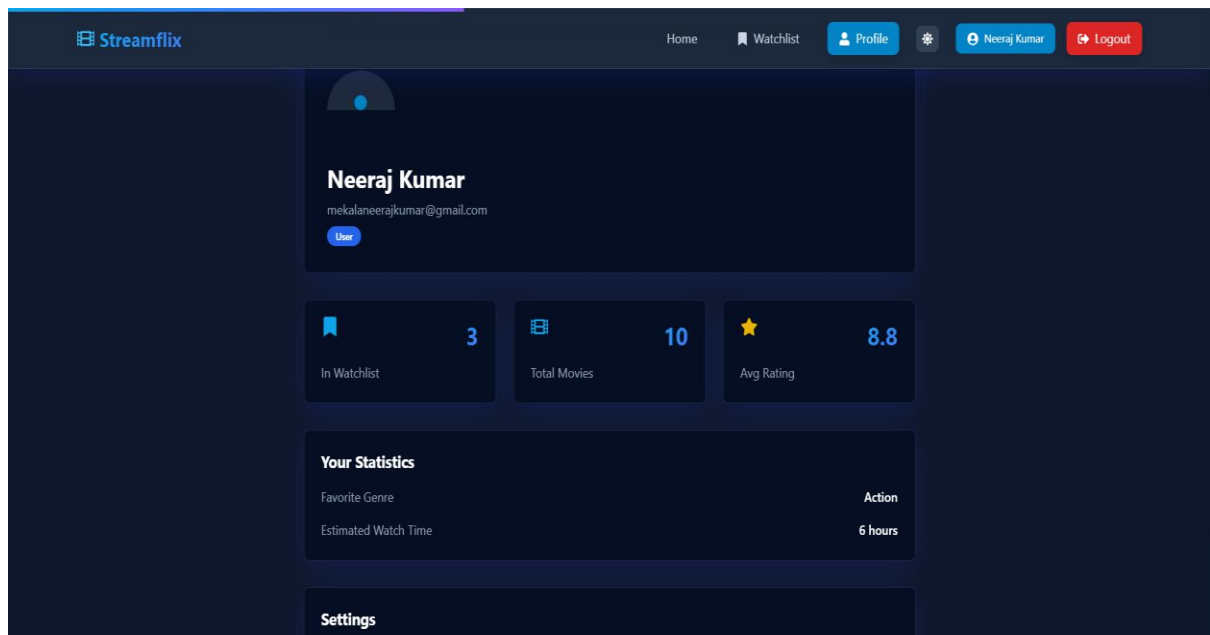 Streamflix
Home Watchlist Profile Neeraj Kumar Logout
Neeraj Kumar
mekalaneerajkumar@gmail.com
User
3 10 8.8
In Watchlist Total Movies Avg Rating
Your Statistics
Favorite Genre Action
Estimated Watch Time 6 hours
Settings